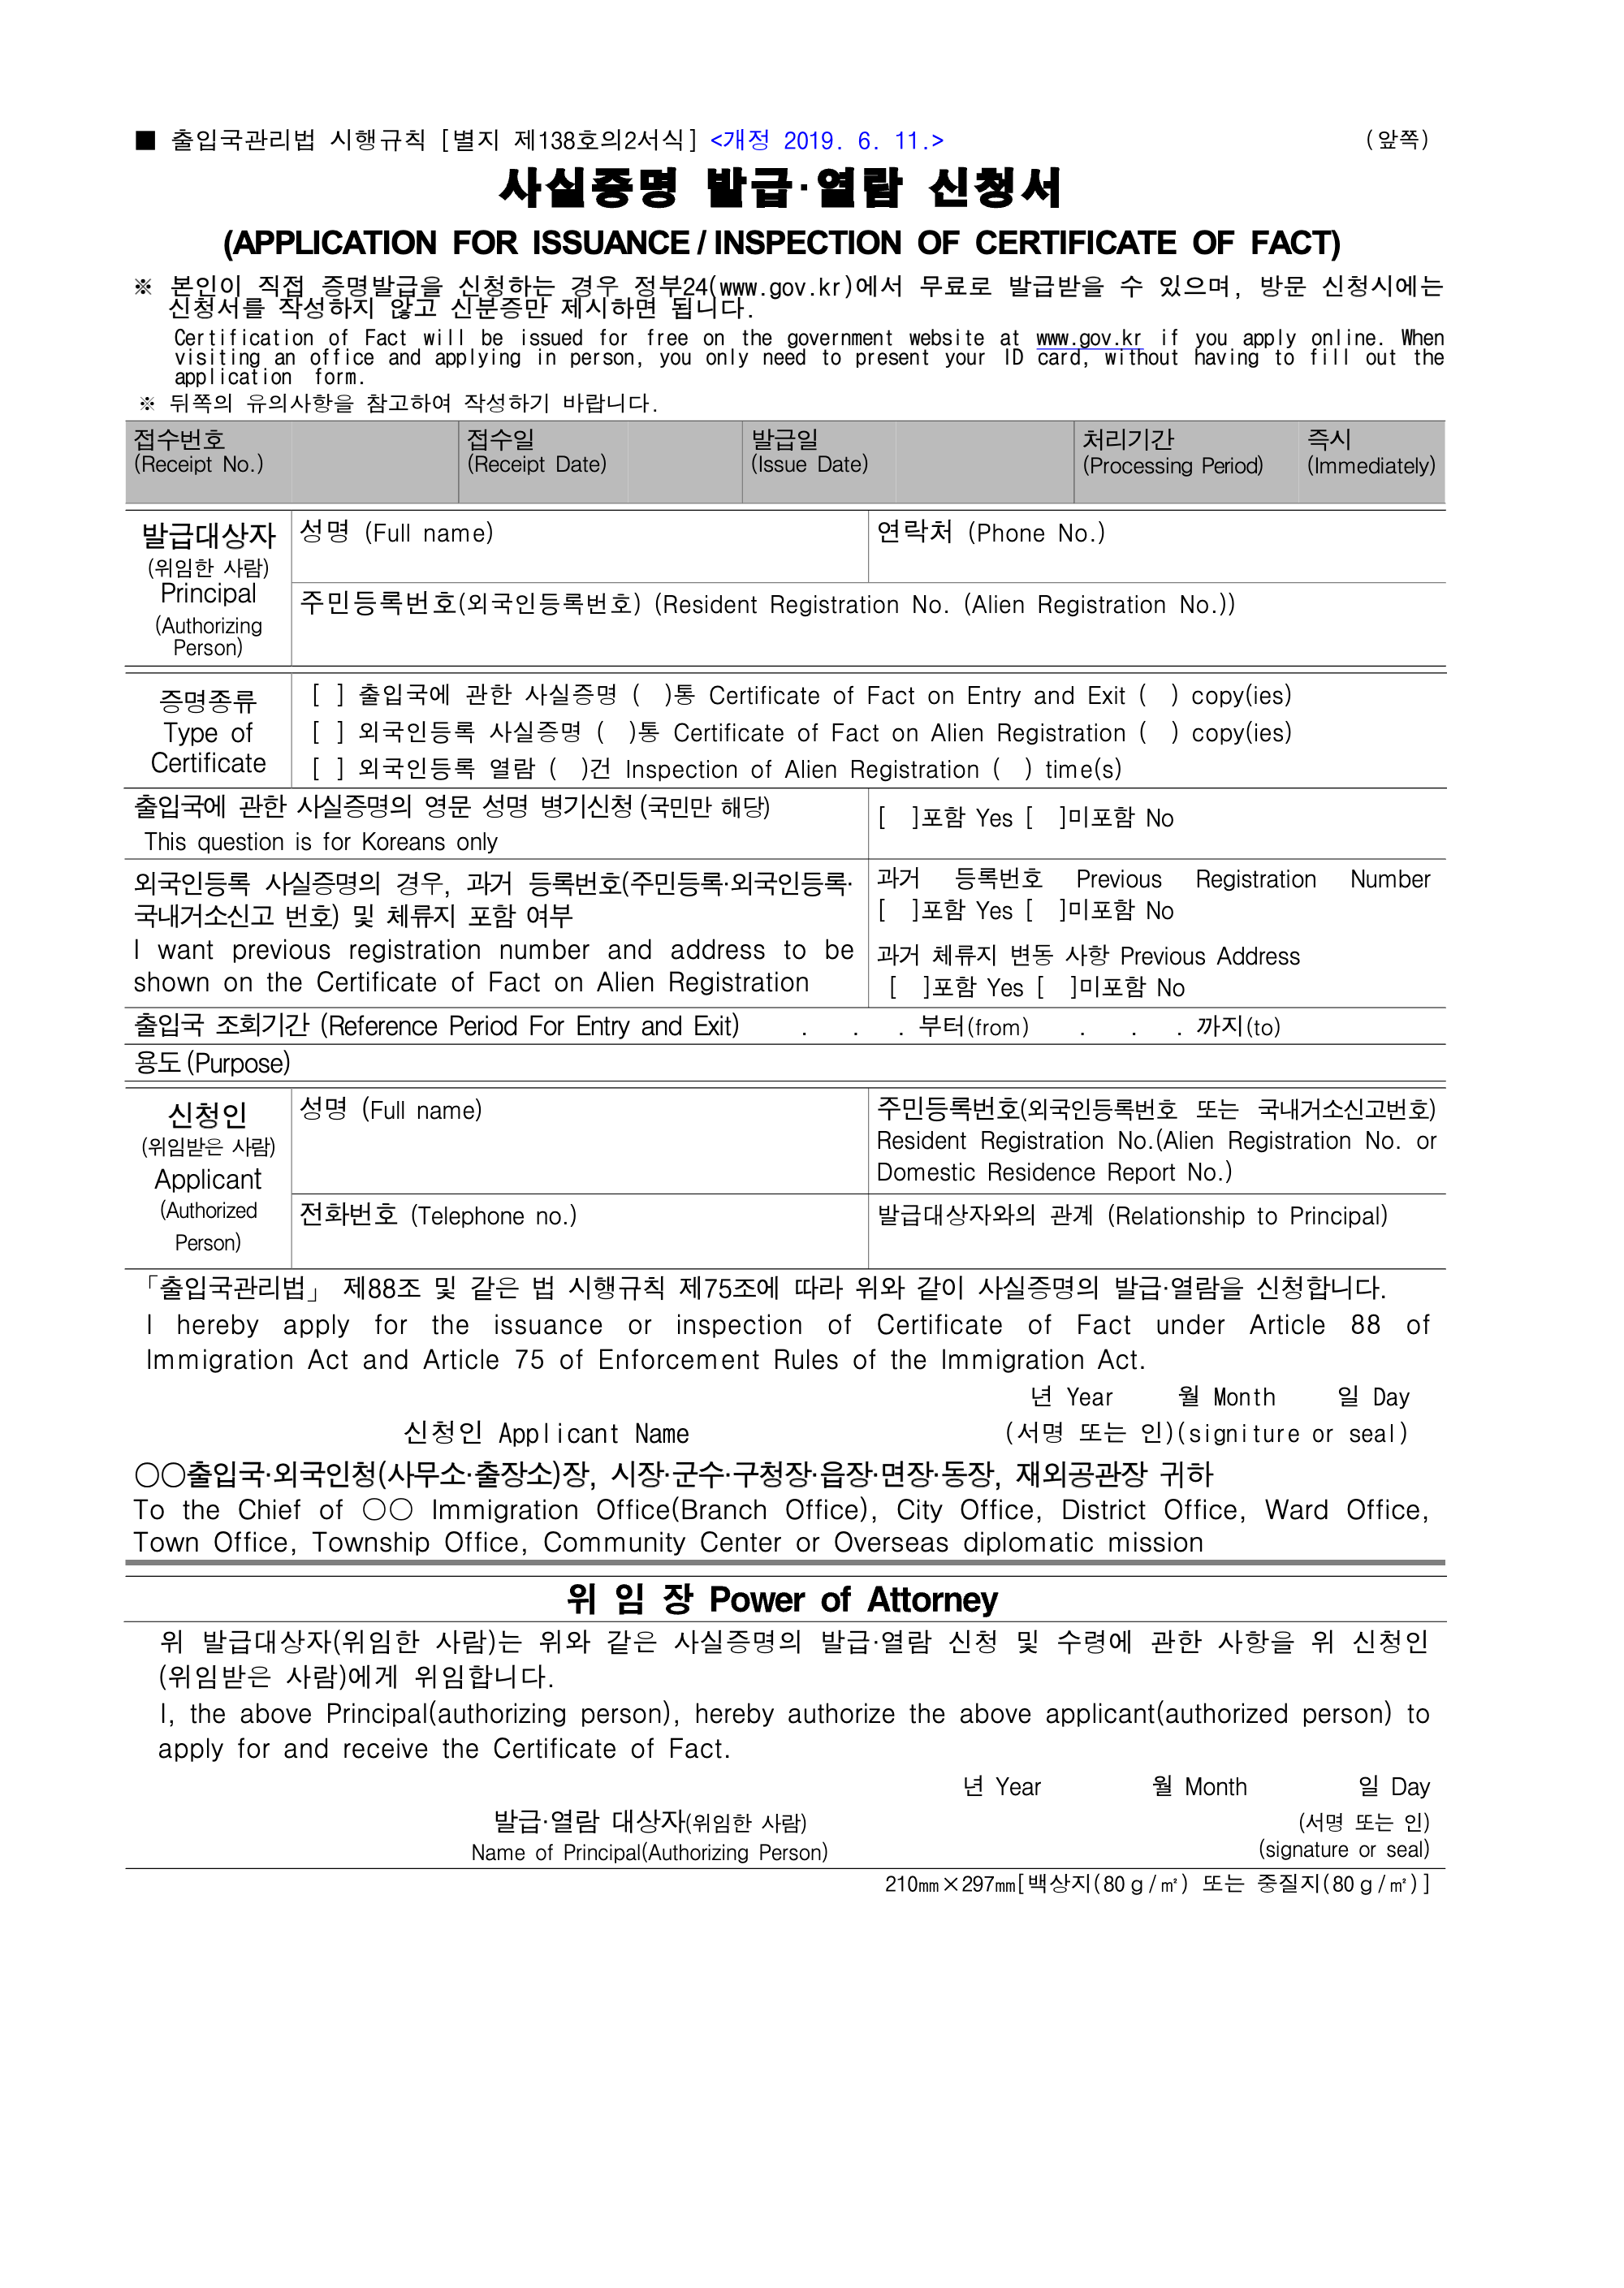 ■ 출입국관리법 시행규칙 [별지 제138호의2서식] <개정 2019. 6. 11.> (앞쪽)
사실증명 발급·열람 신청서
(APPLICATION FOR ISSUANCE / INSPECTION OF CERTIFICATE OF FACT)
※ 본인이 직접 증명발급을 신청하는 경우 정부24(www.gov.kr)에서 무료로 발급받을 수 있으며, 방문 신청시에는
신청서를 작성하지 않고 신분증만 제시하면 됩니다.
Certification of Fact will be issued for free on the government website at www.gov.kr if you apply online. When
visiting an office and applying in person, you only need to present your ID card, without having to fill out the
application form.
※ 뒤쪽의 유의사항을 참고하여 작성하기 바랍니다.
접수번호 접수일 발급일 처리기간 즉시
(Receipt No.) (Receipt Date) (Issue Date) (Processing Period) (Immediately)
발급대상자
(위임한 사람)
Principal
(Authorizing
Person)
성명 (Full name)
연락처 (Phone No.)
주민등록번호(외국인등록번호) (Resident Registration No. (Alien Registration No.))
증명종류
Type of
Certificate
[ ] 출입국에 관한 사실증명 ( )통 Certificate of Fact on Entry and Exit ( ) copy(ies)
[ ] 외국인등록 사실증명 ( )통 Certificate of Fact on Alien Registration ( ) copy(ies)
[ ] 외국인등록 열람 ( )건 Inspection of Alien Registration ( ) time(s)
출입국에 관한 사실증명의 영문 성명 병기신청 (국민만 해당)
This question is for Koreans only
[ ]포함 Yes [ ]미포함 No
외국인등록 사실증명의 경우, 과거 등록번호(주민등록·외국인등록·
국내거소신고 번호) 및 체류지 포함 여부
I want previous registration number and address to be
shown on the Certificate of Fact on Alien Registration
과거 등록번호 Previous Registration Number
[ ]포함 Yes [ ]미포함 No
과거 체류지 변동 사항 Previous Address
[ ]포함 Yes [ ]미포함 No
출입국 조회기간 (Reference Period For Entry and Exit) . . . 부터(from) . . . 까지(to)
용도 (Purpose)
신청인
(위임받은 사람)
Applicant
(Authorized
Person)
성명 (Full name)
주민등록번호(외국인등록번호 또는 국내거소신고번호)
Resident Registration No.(Alien Registration No. or
Domestic Residence Report No.)
전화번호 (Telephone no.)
발급대상자와의 관계 (Relationship to Principal)
「출입국관리법」 제88조 및 같은 법 시행규칙 제75조에 따라 위와 같이 사실증명의 발급·열람을 신청합니다.
I hereby apply for the issuance or inspection of Certificate of Fact under Article 88 of
Immigration Act and Article 75 of Enforcement Rules of the Immigration Act.
년 Year 월 Month 일 Day
신청인 Applicant Name (서명 또는 인)(signiture or seal)
○○출입국·외국인청(사무소·출장소)장, 시장·군수·구청장·읍장·면장·동장, 재외공관장 귀하
To the Chief of ○○ Immigration Office(Branch Office), City Office, District Office, Ward Office,
Town Office, Township Office, Community Center or Overseas diplomatic mission
위 임 장 Power of Attorney
위 발급대상자(위임한 사람)는 위와 같은 사실증명의 발급·열람 신청 및 수령에 관한 사항을 위 신청인
(위임받은 사람)에게 위임합니다.
I, the above Principal(authorizing person), hereby authorize the above applicant(authorized person) to
apply for and receive the Certificate of Fact.
년 Year 월 Month 일 Day
발급·열람 대상자(위임한 사람) (서명 또는 인)
Name of Principal(Authorizing Person) (signature or seal)
210㎜×297㎜[백상지(80ｇ/㎡) 또는 중질지(80ｇ/㎡)]